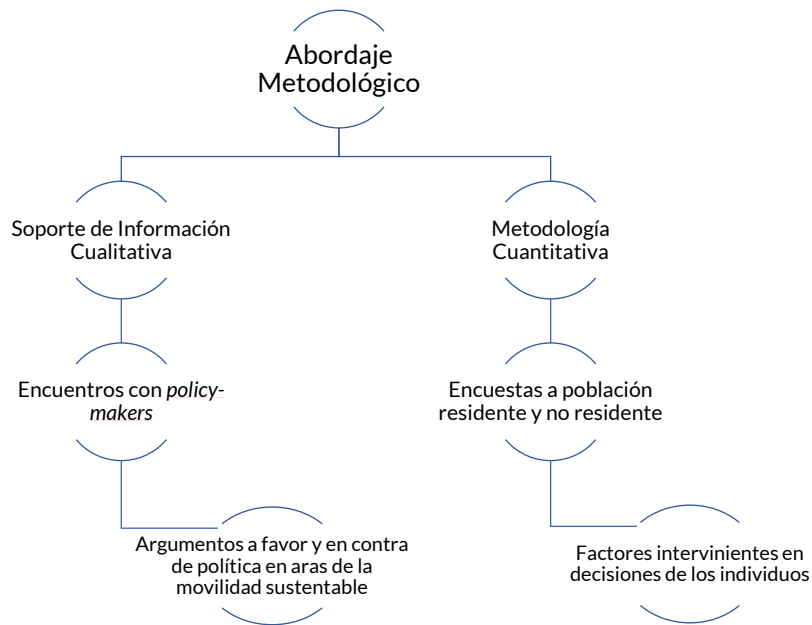 Abordaje
Metodológico
Soporte de Información
Cualitativa
Metodología
Cuantitativa
Encuentros con policy-
makers
Encuestas a población
residente y no residente
Argumentos a favor y en contra
de política en aras de la
movilidad sustentable
Factores intervinientes en
decisiones de los individuos